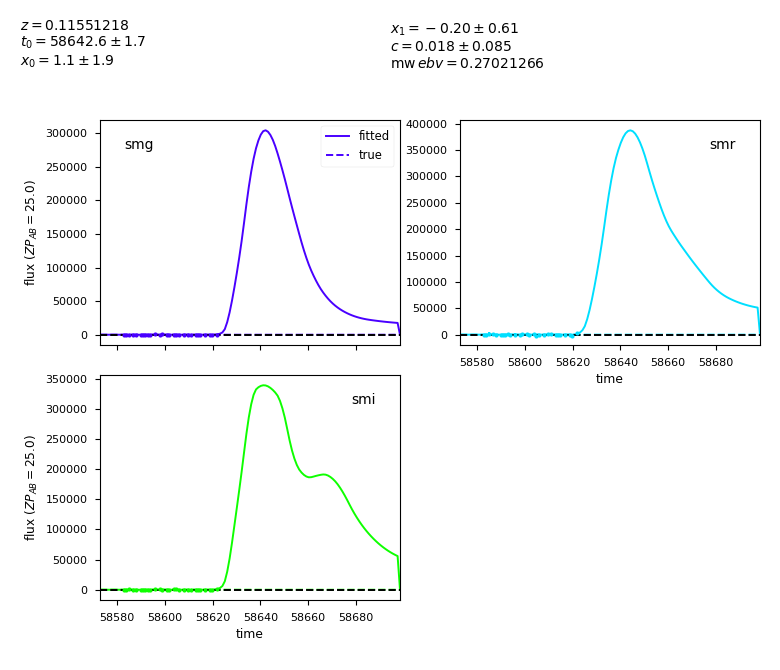 z = 0.11551218
t₀ = 58642.6 ± 1.7
x₀ = 1.1 ± 1.9
x₁ = −0.20 ± 0.61
c = 0.018 ± 0.085
mw ebv = 0.27021266
smg
fitted
true
300000
250000
200000
150000
100000
50000
0
flux (ZP_AB = 25.0)
smr
400000
350000
300000
250000
200000
150000
100000
50000
0
58580 58600 58620 58640 58660 58680
time
smi
350000
300000
250000
200000
150000
100000
50000
0
flux (ZP_AB = 25.0)
58580 58600 58620 58640 58660 58680
time